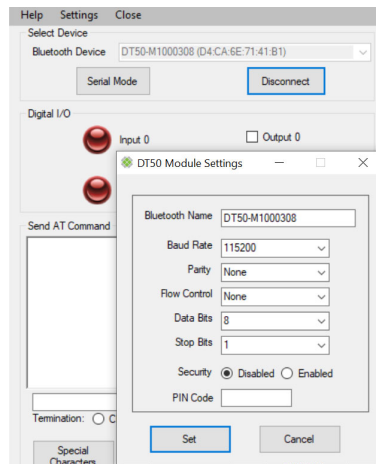 Help Settings Close
Select Device
Bluetooth Device DT50-M1000308 (D4:CA:6E:71:41:B1)
Serial Mode Disconnect
Digital I/O
Input 0 Output 0
DT50 Module Settings
Bluetooth Name DT50-M1000308
Baud Rate 115200
Parity None
Flow Control None
Data Bits 8
Stop Bits 1
Security Disabled Enabled
PIN Code
Set Cancel
Send AT Command
Termination: C
Special
Characters